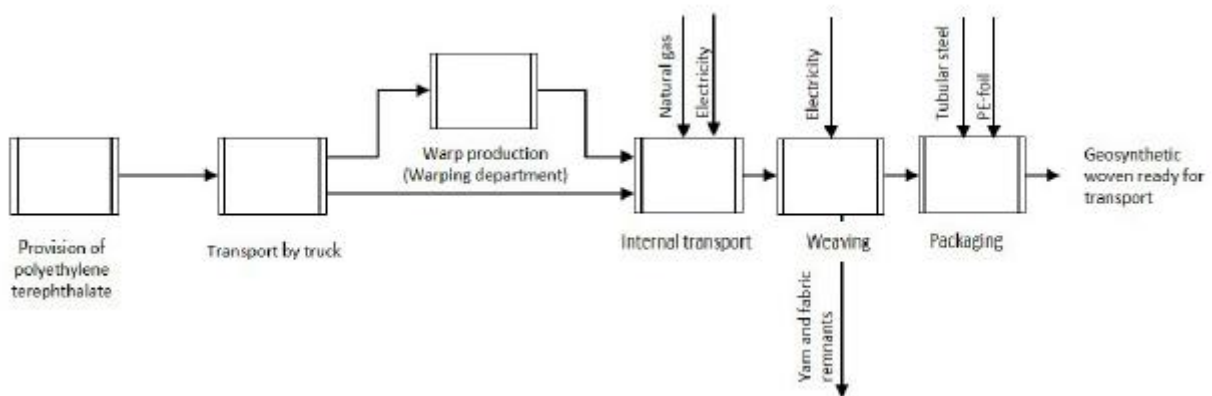 Natural gas
Electricity
Electricity
Tubular steel
PE-foil
Warp production
(Warping department)
Geosynthetic
woven ready for
transport
Provision of
polyethylene
terephthalate
Transport by truck
Internal transport
Weaving
Packaging
Yarn and fabric
remnants